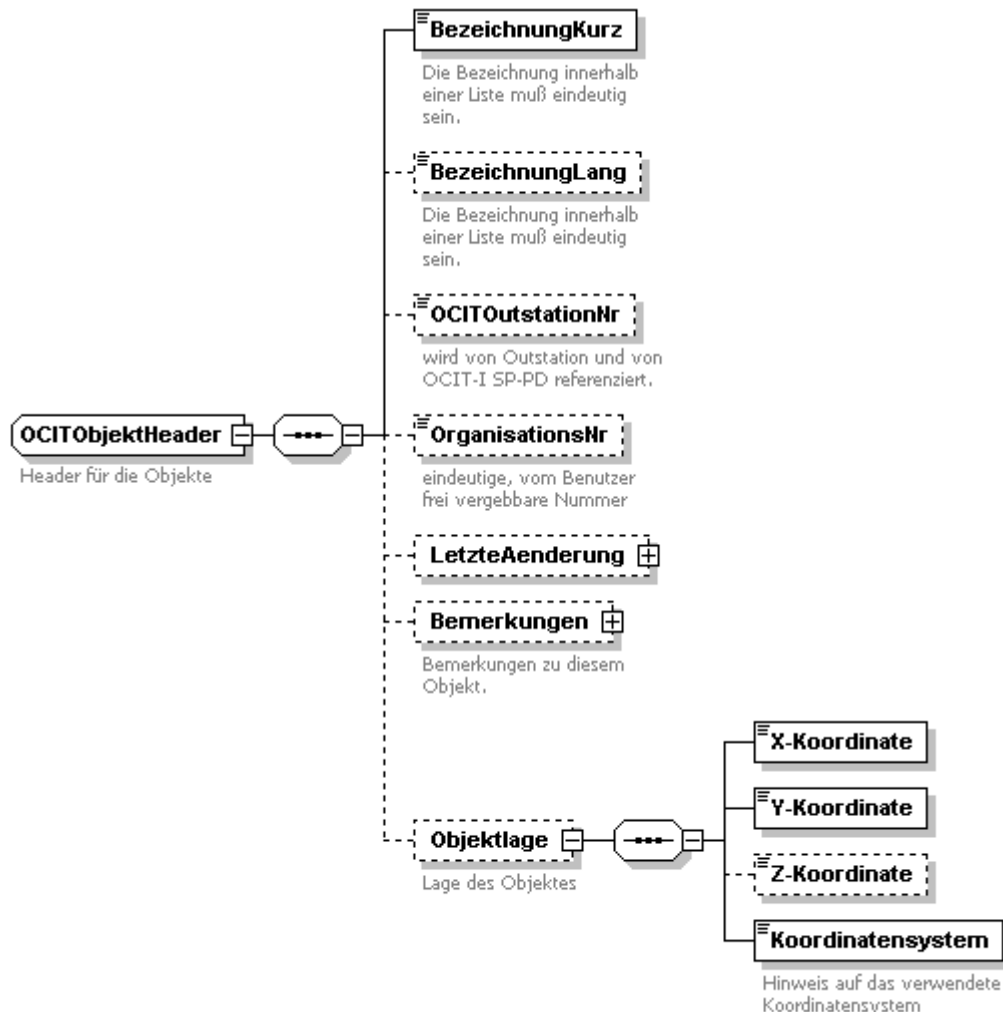 BezeichnungKurz
Die Bezeichnung innerhalb
einer Liste muß eindeutig
sein.
BezeichnungLang
Die Bezeichnung innerhalb
einer Liste muß eindeutig
sein.
OCITOutstationNr
wird von Outstation und von
OCIT-I SP-PD referenziert.
OCITObjektHeader
Header für die Objekte
OrganisationsNr
eindeutige, vom Benutzer
frei vergebbare Nummer
LetzteAenderung
Bemerkungen
Bemerkungen zu diesem
Objekt.
Objektlage
Lage des Objektes
X-Koordinate
Y-Koordinate
Z-Koordinate
Koordinatensystem
Hinweis auf das verwendete
Koordinatensystem